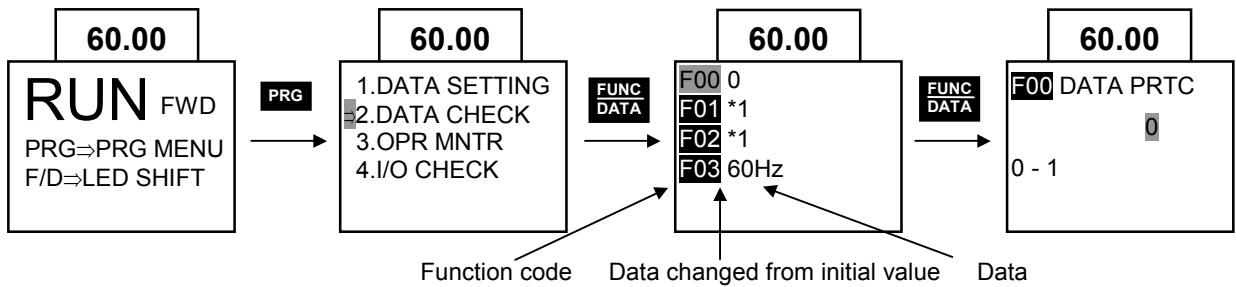 60.00
RUN FWD
PRG⇒PRG MENU
F/D⇒LED SHIFT
PRG
60.00
1.DATA SETTING
⇒2.DATA CHECK
3.OPR MNTR
4.I/O CHECK
FUNC
DATA
60.00
F00 0
F01 *1
F02 *1
F03 60Hz
FUNC
DATA
60.00
F00 DATA PRTC
0
0 - 1
Function code Data changed from initial value Data